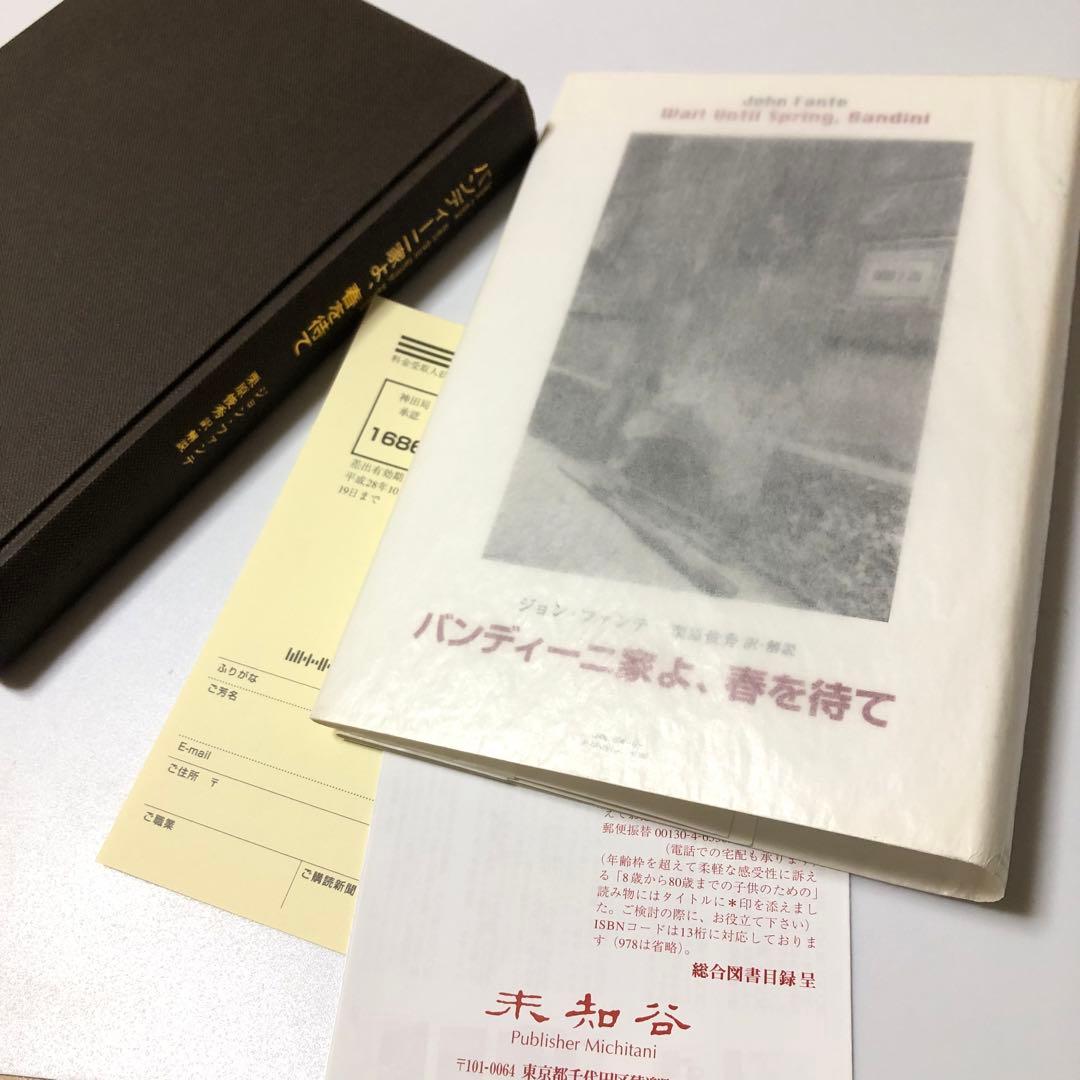 バンディーニ家よ、春を待て
ジョン・ファンテ
栗原俊秀 訳・解説
John Fante
Wait Until Spring, Bandini
ジョン・ファンテ 栗原俊秀 訳・解説
バンディーニ家よ、春を待て
料金受取人
神田局
承認
1686
差出有効期
平成28年10
19日まで
ふりがな
ご芳名
E-mail
ご住所 〒
ご職業
ご購読新聞
郵便振替 00130-4-
(電話での宅配も承ります)
(年齢枠を超えて柔軽な感受性に訴え
る「8歳から80歳までの子供のための」
読み物にはタイトルに＊印を添えまし
た。ご検討の際に、お役立て下さい)
ISBNコードは13桁に対応しておりま
す(978は省略)。
総合図書目録 呈
未知谷
Publisher Michitani
〒101-0064 東京都千代田区猿楽